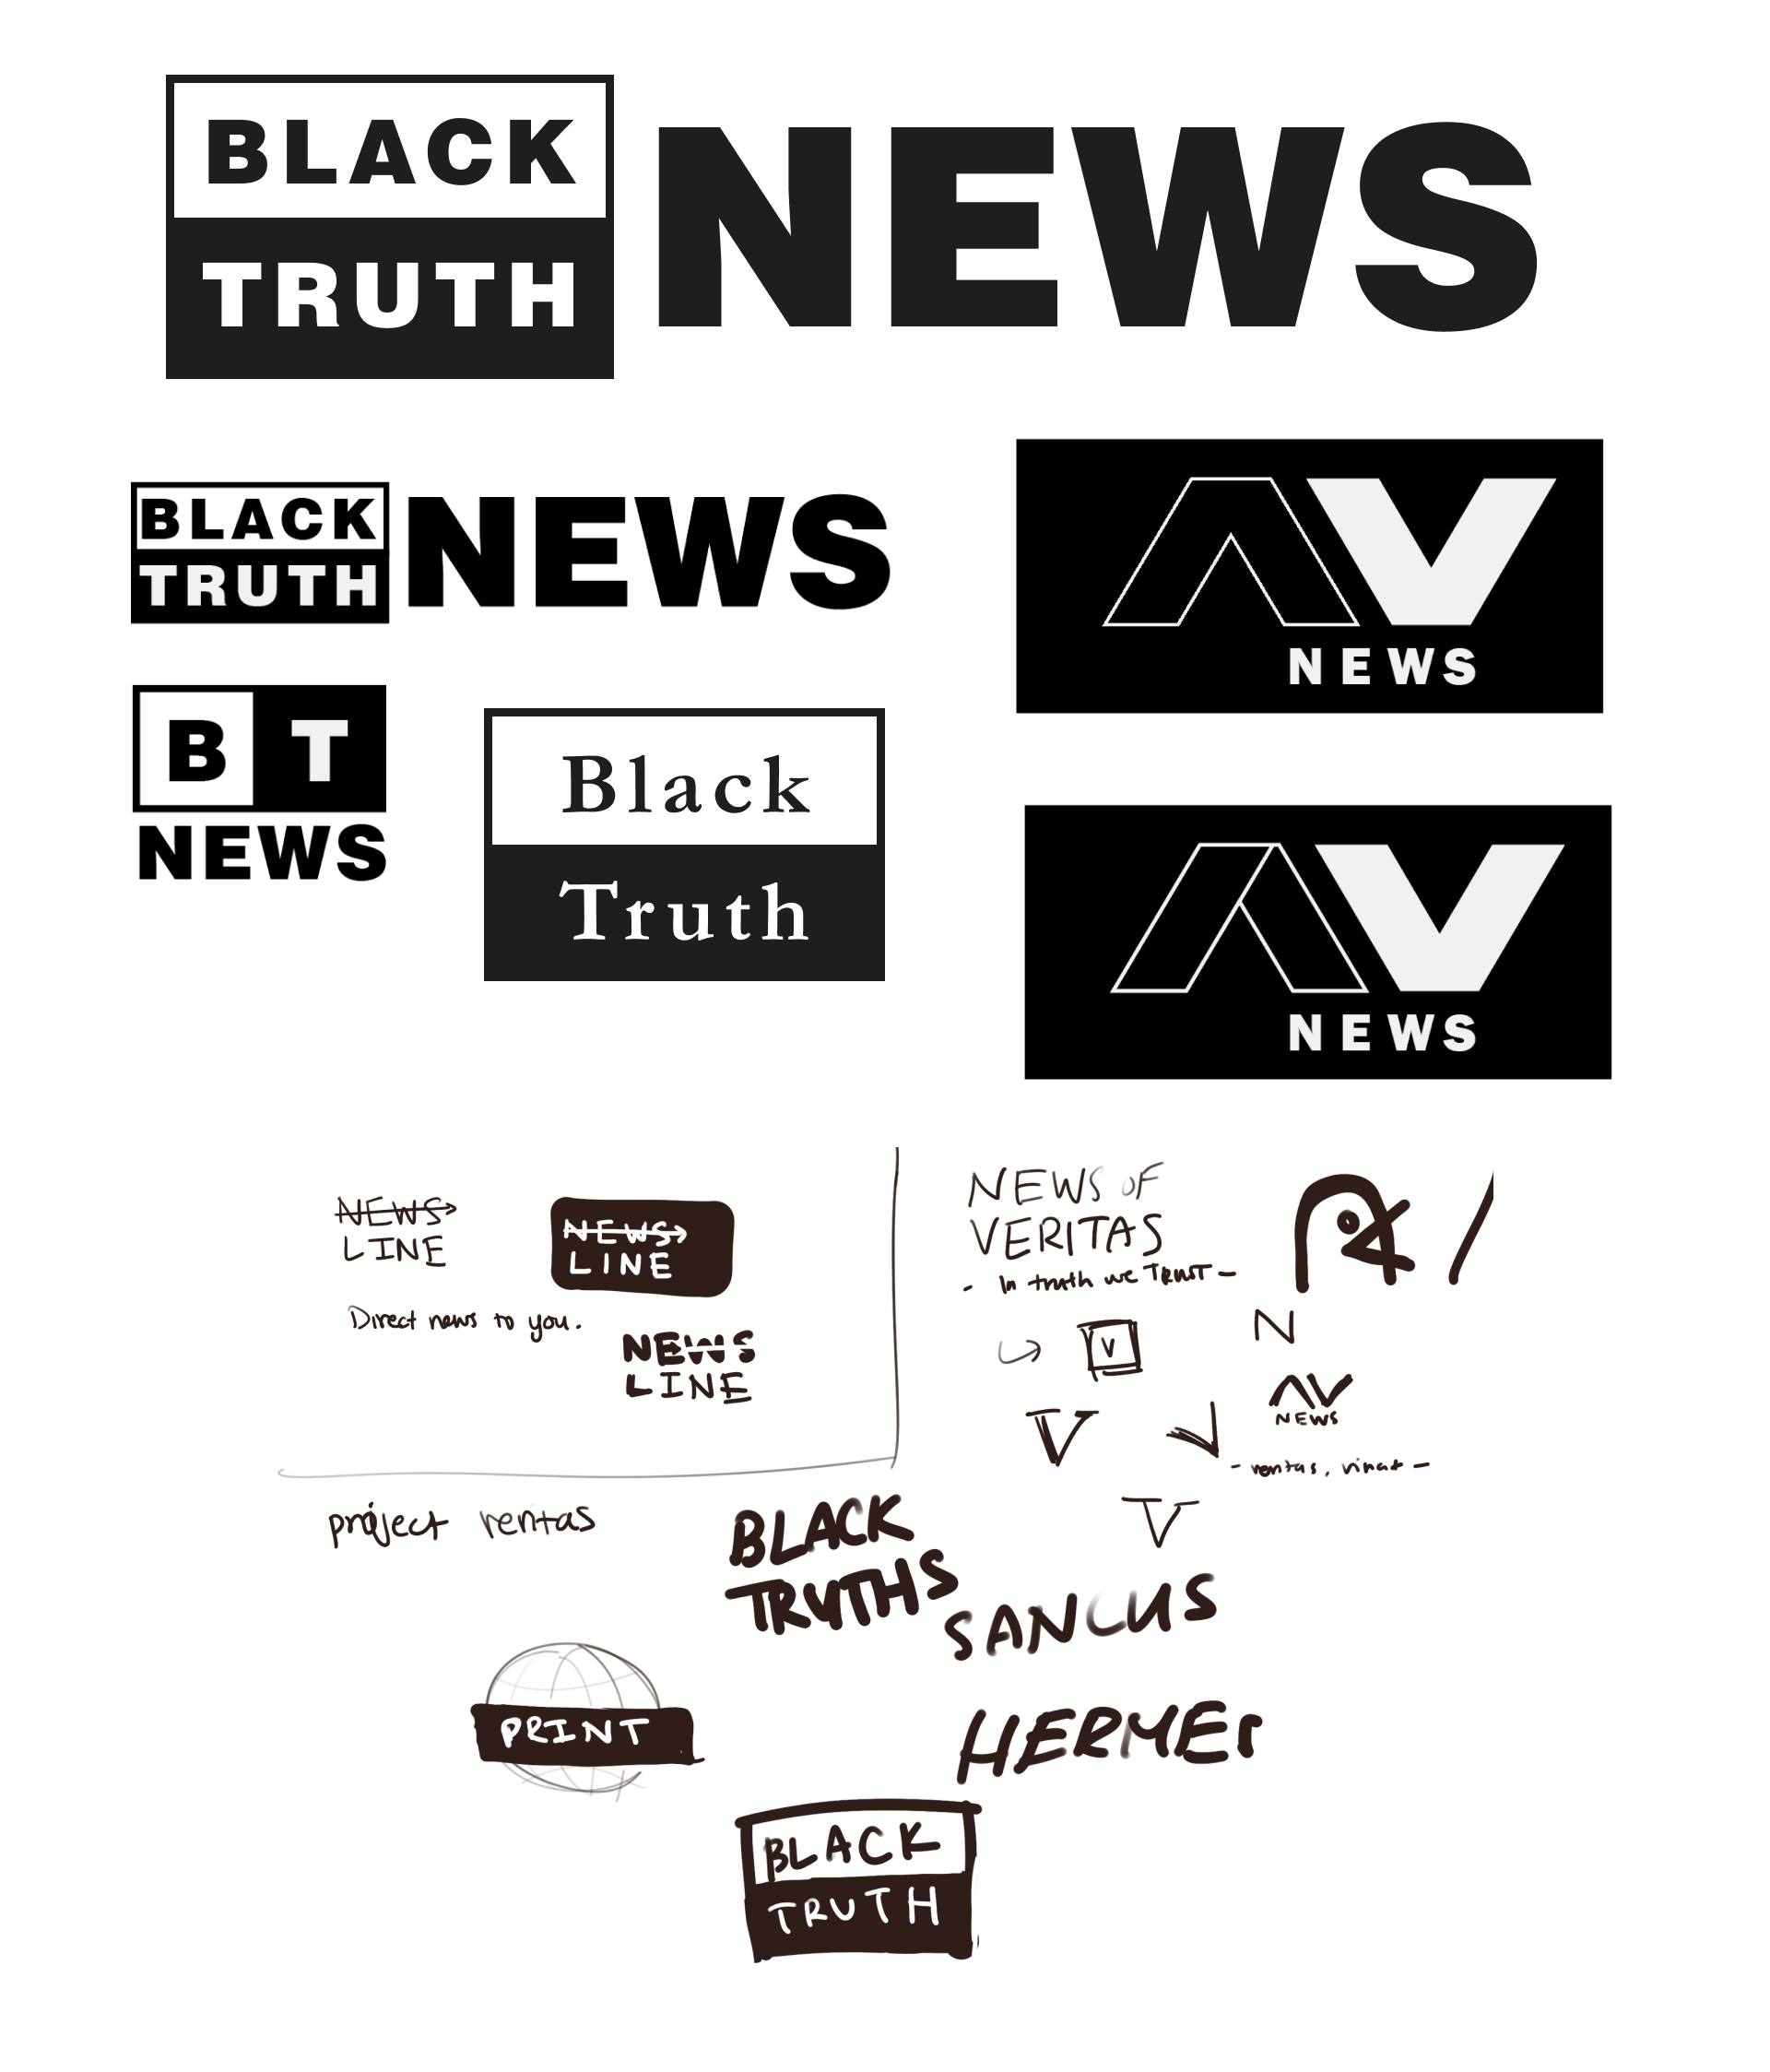 BLACK
TRUTH
NEWS
BLACK
TRUTH
NEWS
B T
NEWS
Black
Truth
NEWS
NEWS
NEWS
LINE
NEWS
LINE
Direct news to you.
NEWS
LINE
NEWS OF
VERITAS
- In truth we Trust -
V
N
V
NEWS
V
project veritas
BLACK
TRUTHS
SANCUS
PRINT
HERMES
BLACK
TRUTH